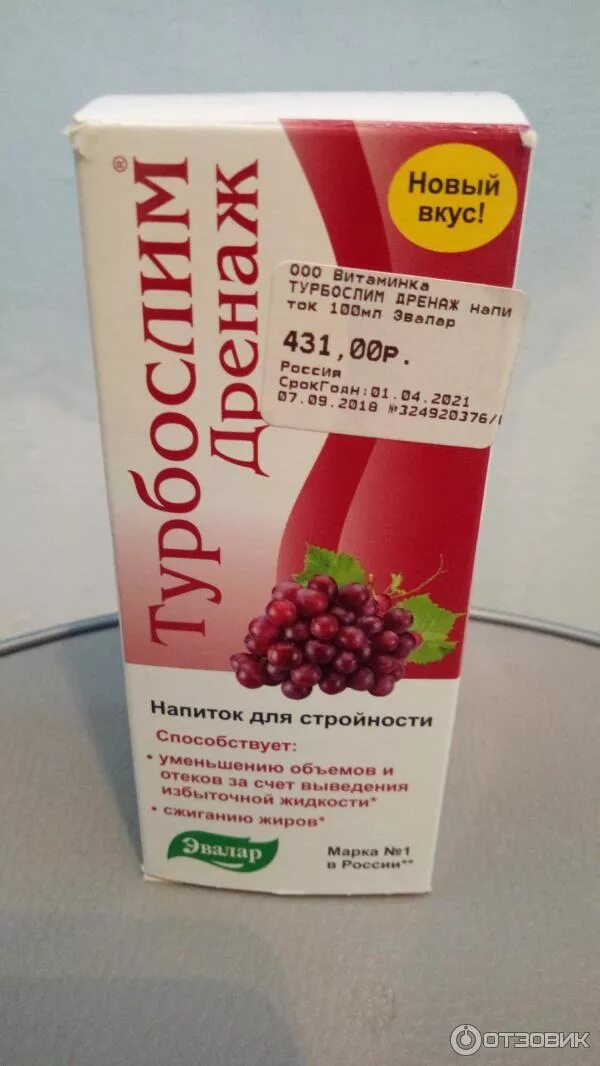 Турбослим®
Дренаж
Новый
вкус!
ООО Витаминка
ТУРБОСЛИМ ДРЕНАЖ напи
ток 100мл Эвалар
431,00р.
Россия
СрокГодн:01.04.2021
07.09.2018 №324920376/
Напиток для стройности
Способствует:
• уменьшению объемов и
отеков за счет выведения
избыточной жидкости*
• сжиганию жиров*
Эвалар
Марка №1
в России**
ОТЗОВИК